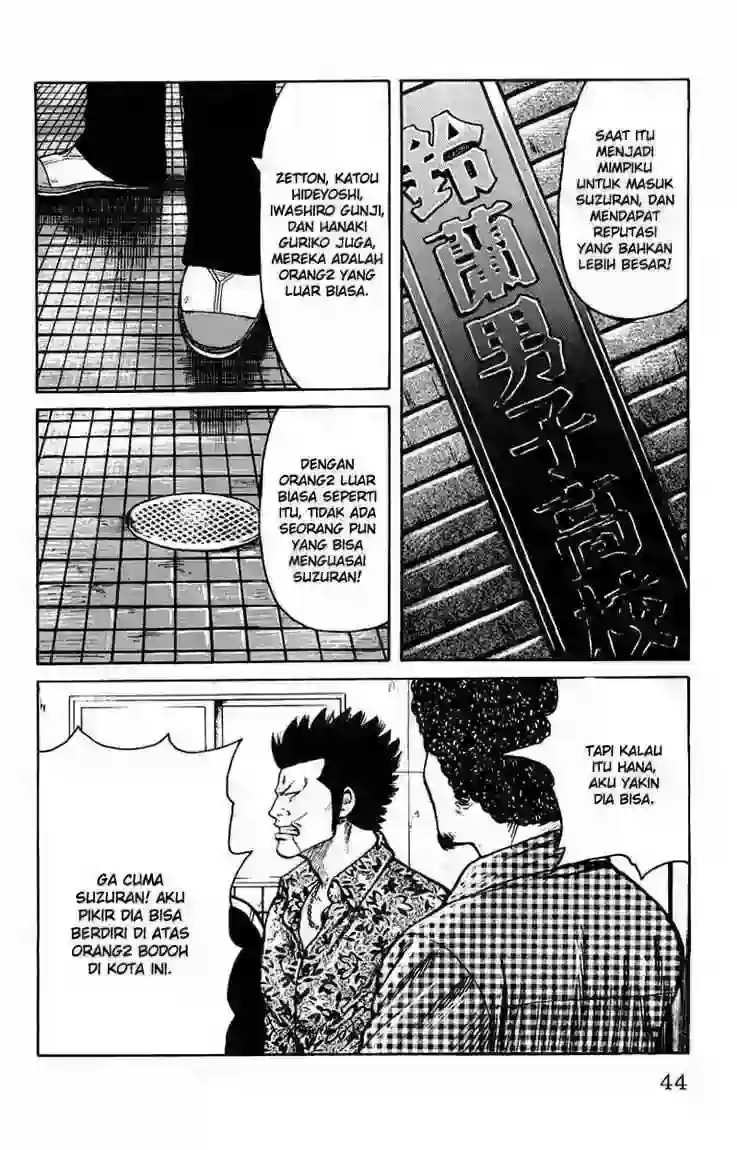 SAAT ITU
MENJADI
MIMPIKU
UNTUK MASUK
SUZURAN, DAN
MENDAPAT
REPUTASI
YANG BAHKAN
LEBIH BESAR!
鈴蘭男子高校
ZETTON, KATOU
HIDEYOSHI,
IWASHIRO GUNJI,
DAN HANAKI
GURIKO JUGA,
MEREKA ADALAH
ORANG2 YANG
LUAR BIASA.
DENGAN
ORANG2 LUAR
BIASA SEPERTI
ITU, TIDAK ADA
SEORANG PUN
YANG BISA
MENGUASAI
SUZURAN!
TAPI KALAU
ITU HANA,
AKU YAKIN
DIA BISA.
GA CUMA
SUZURAN! AKU
PIKIR DIA BISA
BERDIRI DI ATAS
ORANG2 BODOH
DI KOTA INI.
44